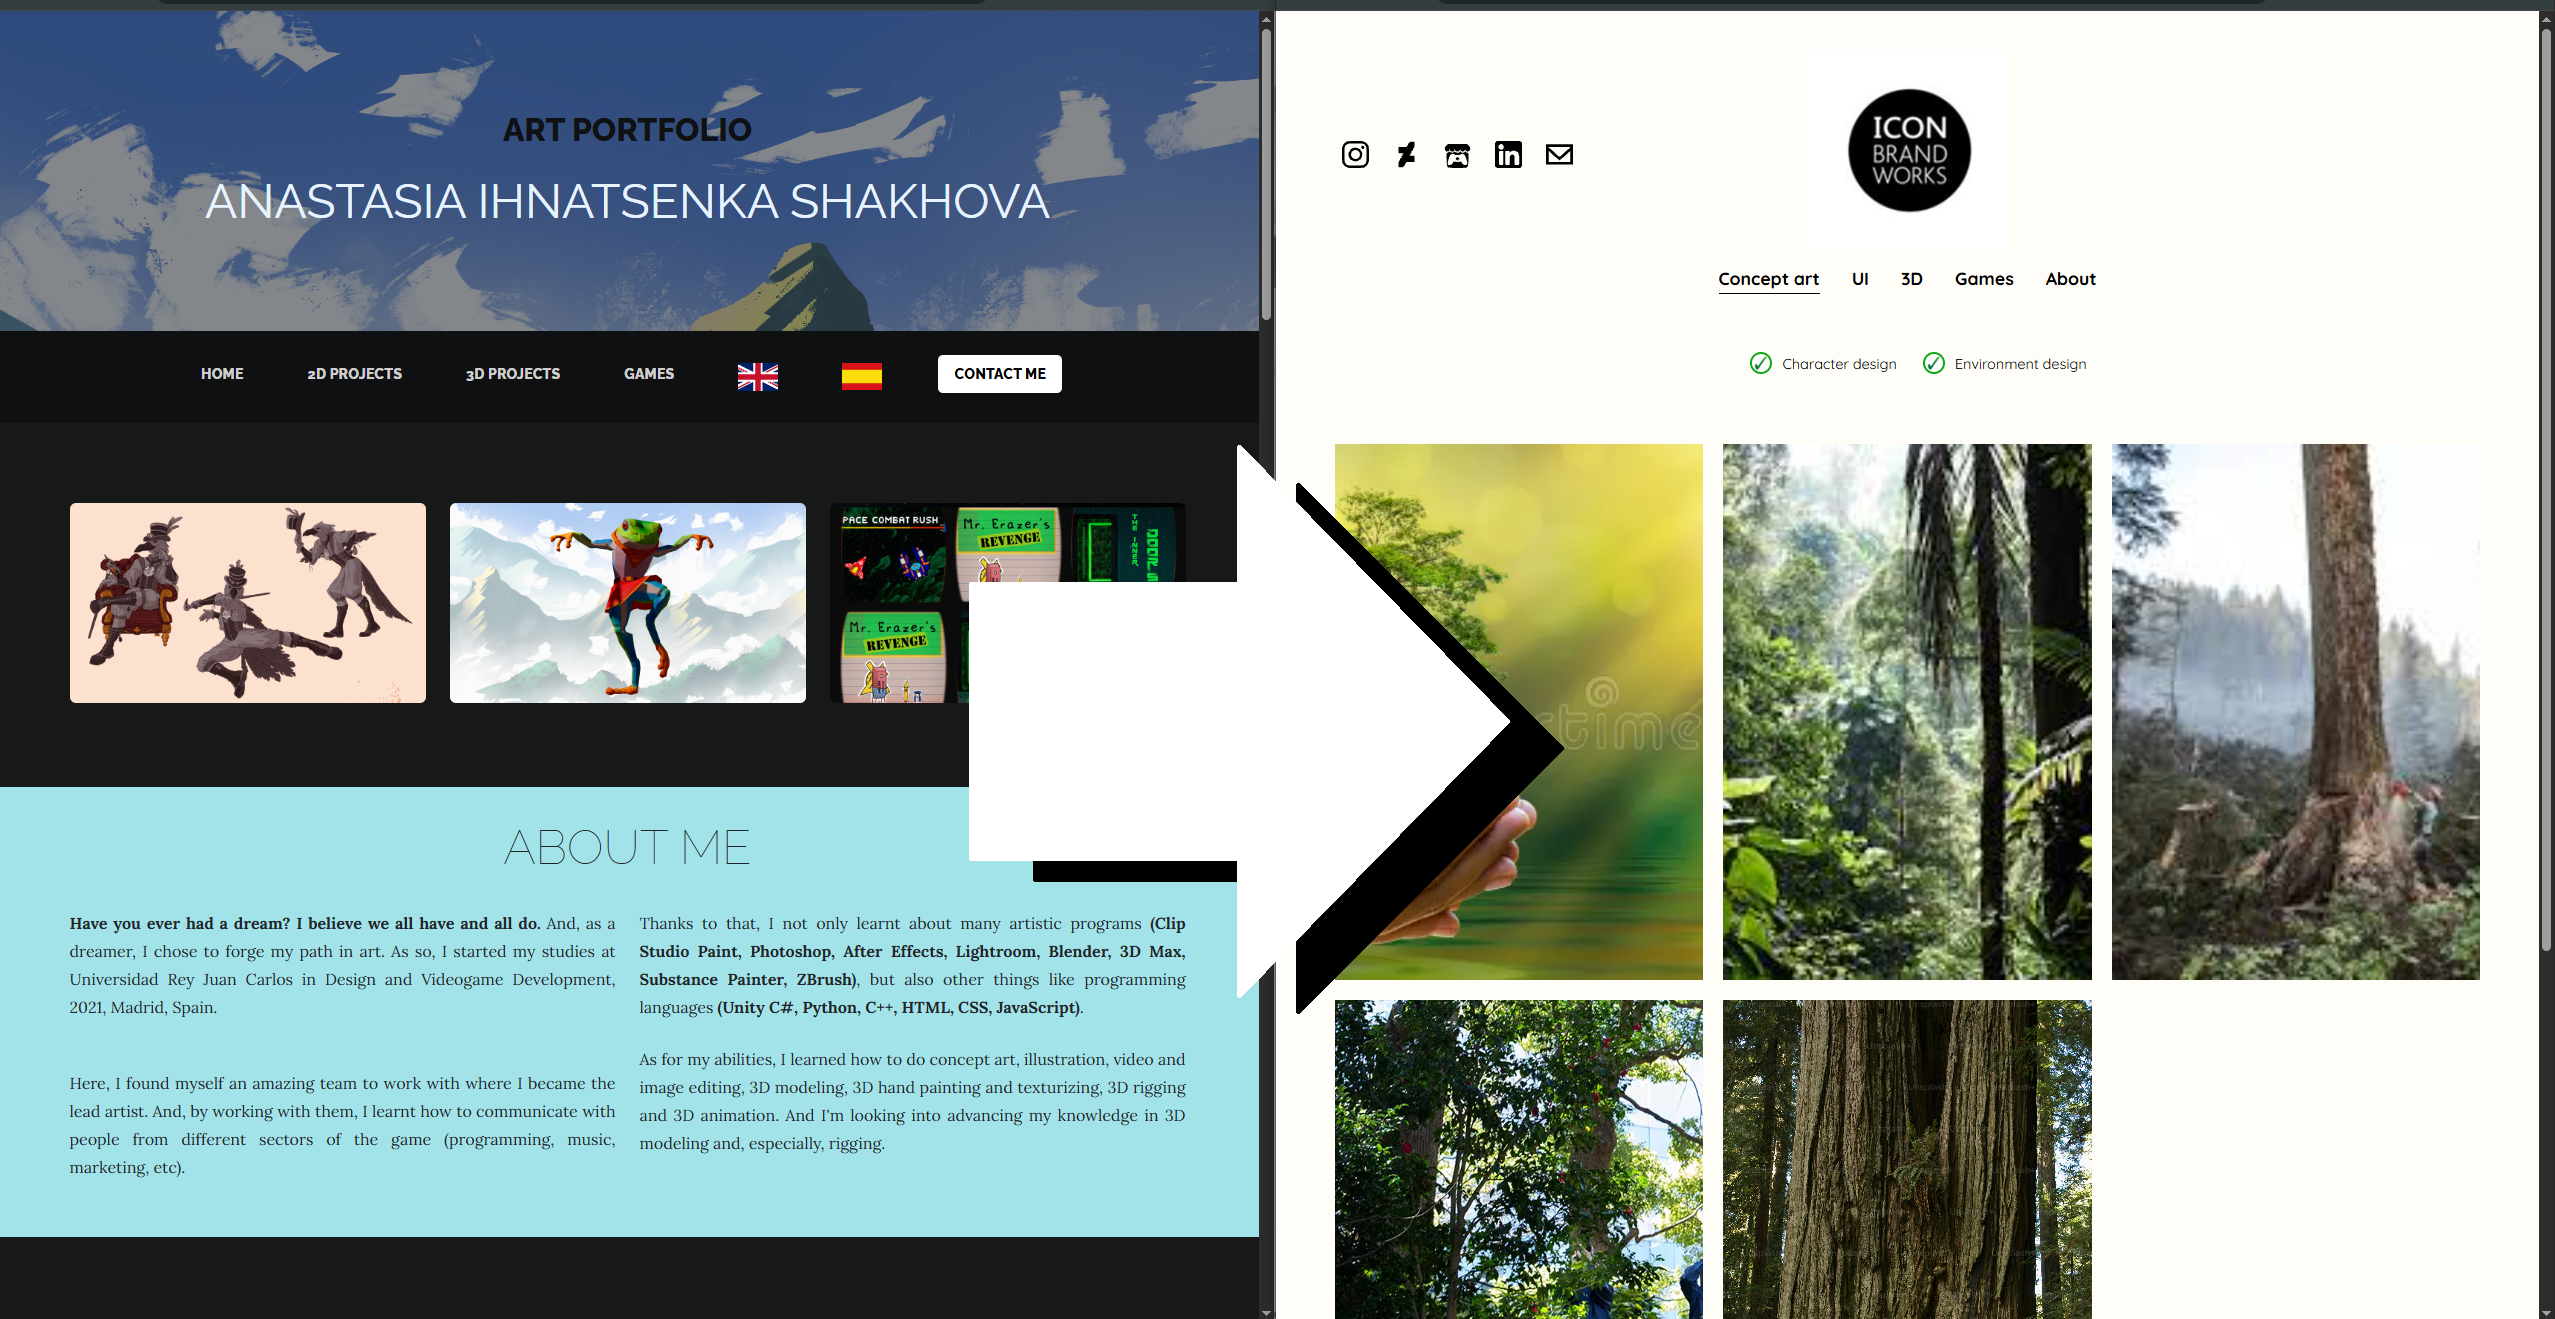 ART PORTFOLIO
ANASTASIA IHNATSENKA SHAKHOVA
HOME 2D PROJECTS 3D PROJECTS GAMES CONTACT ME
PACE COMBAT RUSH
Mr. Erazer's
REVENGE
THE INNER
Mr. Erazer's
REVENGE
ABOUT ME
Have you ever had a dream? I believe we all have and all do. And, as a
dreamer, I chose to forge my path in art. As so, I started my studies at
Universidad Rey Juan Carlos in Design and Videogame Development,
2021, Madrid, Spain.
Here, I found myself an amazing team to work with where I became the
lead artist. And, by working with them, I learnt how to communicate with
people from different sectors of the game (programming, music,
marketing, etc).
Thanks to that, I not only learnt about many artistic programs (Clip
Studio Paint, Photoshop, After Effects, Lightroom, Blender, 3D Max,
Substance Painter, ZBrush), but also other things like programming
languages (Unity C#, Python, C++, HTML, CSS, JavaScript).
As for my abilities, I learned how to do concept art, illustration, video and
image editing, 3D modeling, 3D hand painting and texturizing, 3D rigging
and 3D animation. And I'm looking into advancing my knowledge in 3D
modeling and, especially, rigging.
in
ICON
BRAND
WORKS
Concept art UI 3D Games About
Character design Environment design
time